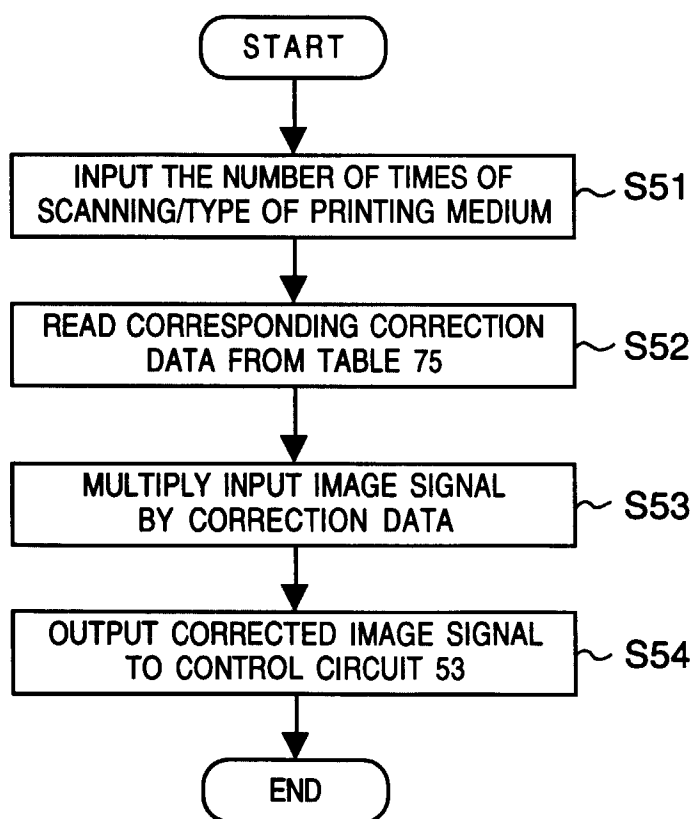 START
INPUT THE NUMBER OF TIMES OF
SCANNING/TYPE OF PRINTING MEDIUM
S51
READ CORRESPONDING CORRECTION
DATA FROM TABLE 75
S52
MULTIPLY INPUT IMAGE SIGNAL
BY CORRECTION DATA
S53
OUTPUT CORRECTED IMAGE SIGNAL
TO CONTROL CIRCUIT 53
S54
END